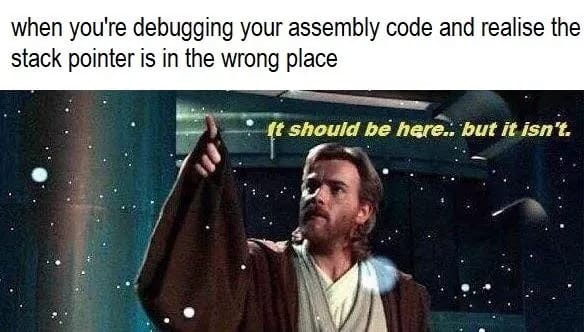 when you're debugging your assembly code and realise the
stack pointer is in the wrong place
It should be here.. but it isn't.